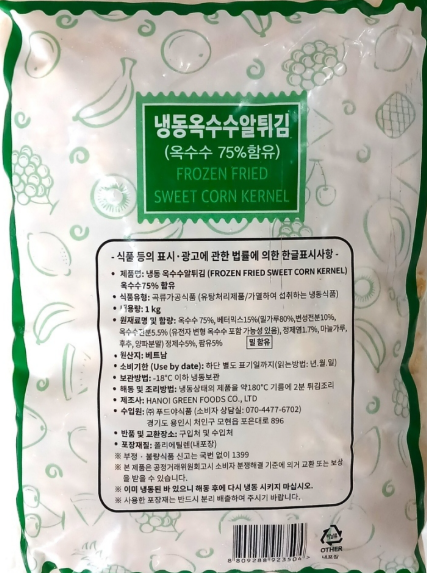 냉동옥수수알튀김
(옥수수 75%함유)
FROZEN FRIED
SWEET CORN KERNEL
- 식품 등의 표시·광고에 관한 법률에 의한 한글표시사항 -
• 제품명: 냉동 옥수수알튀김 (FROZEN FRIED SWEET CORN KERNEL)
옥수수75% 함유
• 식품유형: 곡류가공식품 (유탕처리제품/가열하여 섭취하는 냉동식품)
용량: 1 kg
• 원재료명 및 함량: 옥수수 75%, 베터믹스15%(밀가루80%,변성전분10%,
5.5% (유전자 변형 옥수수 포함 가능성 있음), 정제염1.7%, 마늘가루,
후추, 양파분말) 정제수5%, 팜유5% 밀 함유
• 원산지: 베트남
• 소비기한 (Use by date): 하단 별도 표기일까지(읽는방법: 년.월.일)
• 보관방법: -18°C 이하 냉동보관
• 해동 및 조리방법: 냉동상태의 제품을 약180°C 기름에 2분 튀김조리
• 제조사: HANOI GREEN FOODS CO., LTD
• 수입원: ㈜ 푸드야식품 (소비자 상담실: 070-4477-6702)
경기도 용인시 처인구 모현읍 포은대로 896
• 반품 및 교환장소: 구입처 및 수입처
• 포장재질: 폴리에틸렌(내포장)
※ 부정·불량식품 신고는 국번 없이 1399
※ 본 제품은 공정거래위원회고시 소비자 분쟁해결 기준에 의거 교환 또는 보상
을 받을 수 있습니다.
※ 이미 냉동된 바 있으니 해동 후에 다시 냉동 시키지 마십시오.
※ 사용한 포장재는 반드시 분리 배출하여 주시기 바랍니다.
비닐류
OTHER
내포장
8 809288 923504 >